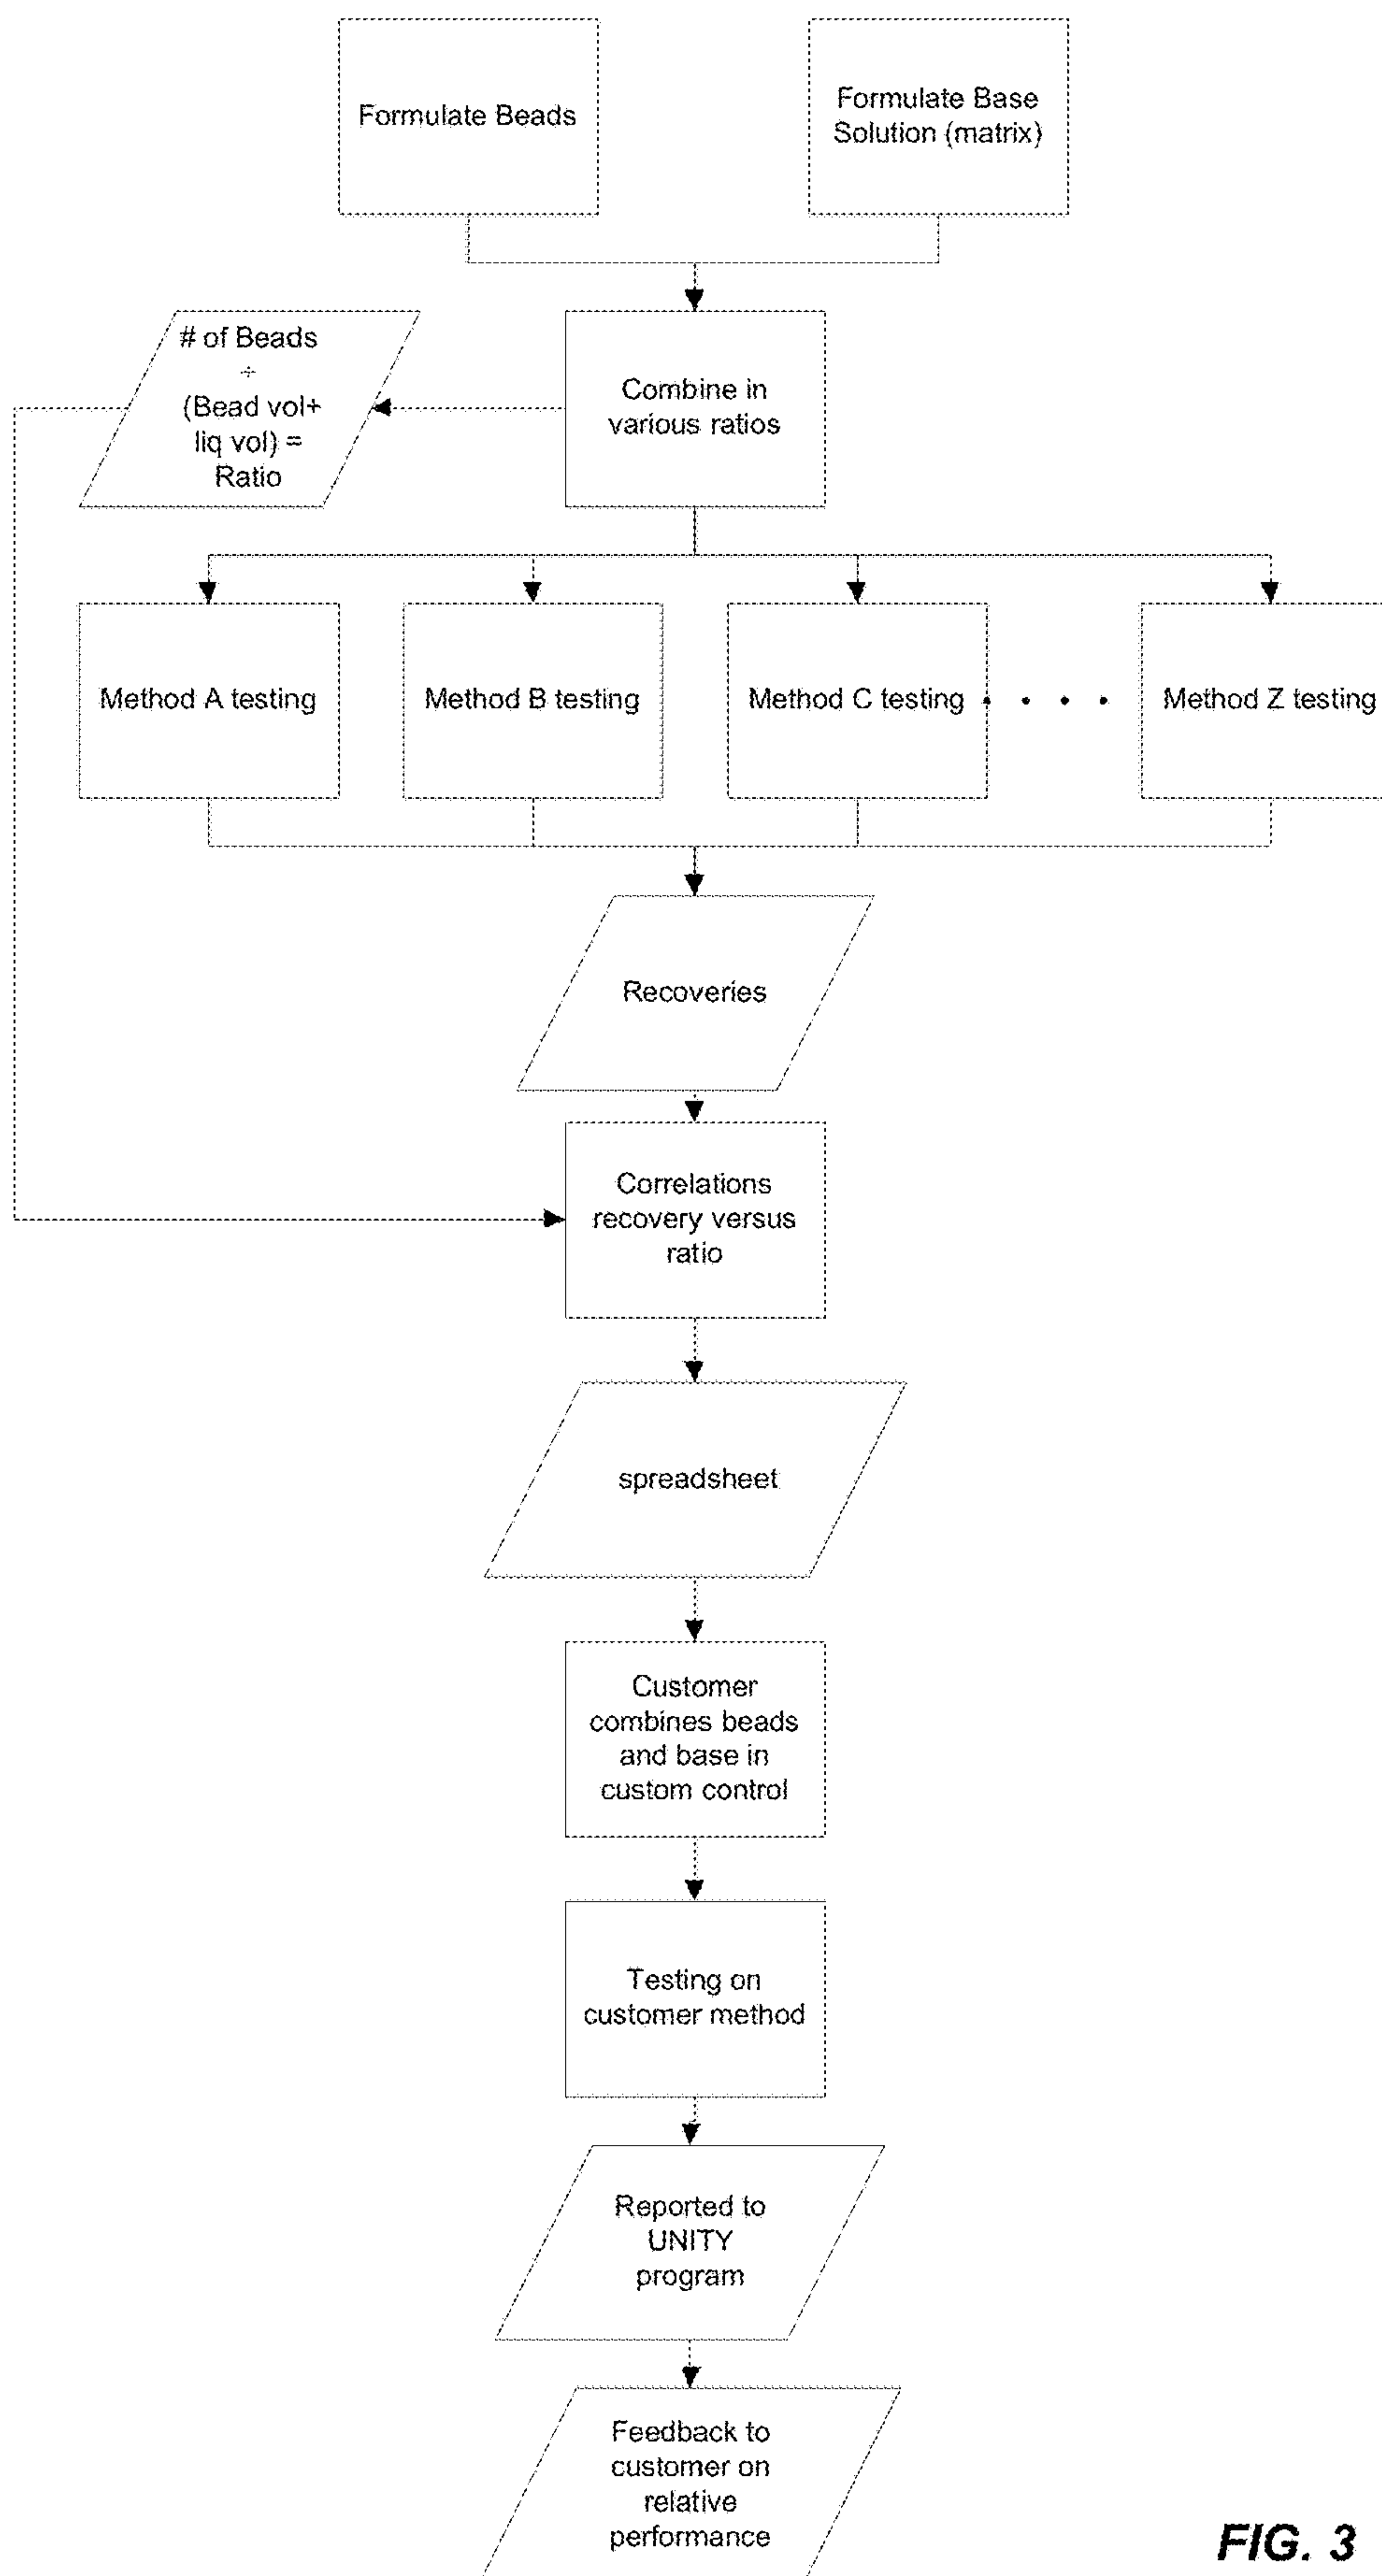 Formulate Beads
Formulate Base
Solution (matrix)
# of Beads
÷
(Bead vol+
liq vol) =
Ratio
Combine in
various ratios
Method A testing
Method B testing
Method C testing
Method Z testing
Recoveries
Correlations
recovery versus
ratio
spreadsheet
Customer
combines beads
and base in
custom control
Testing on
customer method
Reported to
UNITY
program
Feedback to
customer on
relative
performance
FIG. 3